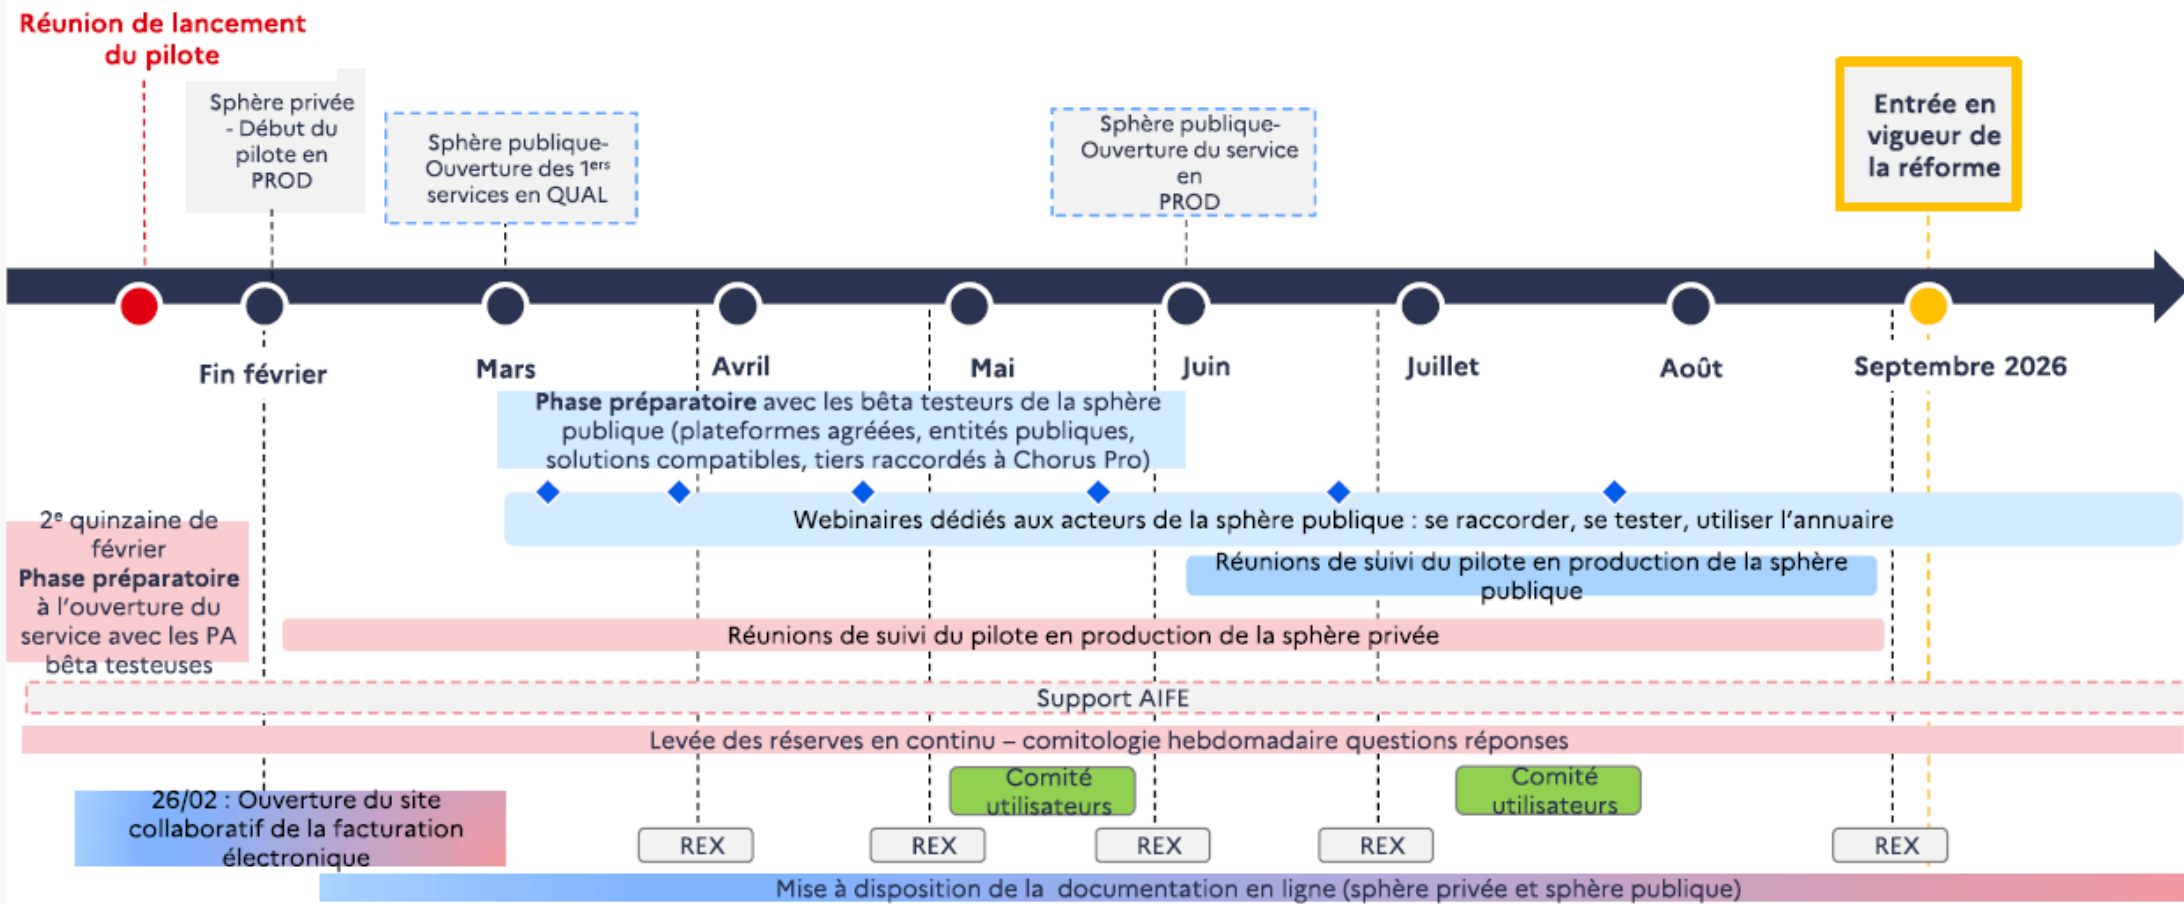 Réunion de lancement
du pilote
Sphère privée
- Début du
pilote en
PROD
Sphère publique-
Ouverture des 1ers
services en QUAL
Sphère publique-
Ouverture du service
en
PROD
Entrée en
vigueur de
la réforme
Fin février
Mars
Avril
Mai
Juin
Juillet
Août
Septembre 2026
Phase préparatoire avec les bêta testeurs de la sphère
publique (plateformes agréées, entités publiques,
solutions compatibles, tiers raccordés à Chorus Pro)
Webinaires dédiés aux acteurs de la sphère publique : se raccorder, se tester, utiliser l'annuaire
2e quinzaine de
février
Phase préparatoire
à l'ouverture du
service avec les PA
bêta testeuses
Réunions de suivi du pilote en production de la sphère
publique
Réunions de suivi du pilote en production de la sphère privée
Support AIFE
Levée des réserves en continu – comitologie hebdomadaire questions réponses
Comité
utilisateurs
Comité
utilisateurs
26/02 : Ouverture du site
collaboratif de la facturation
électronique
REX
REX
REX
REX
REX
Mise à disposition de la  documentation en ligne (sphère privée et sphère publique)